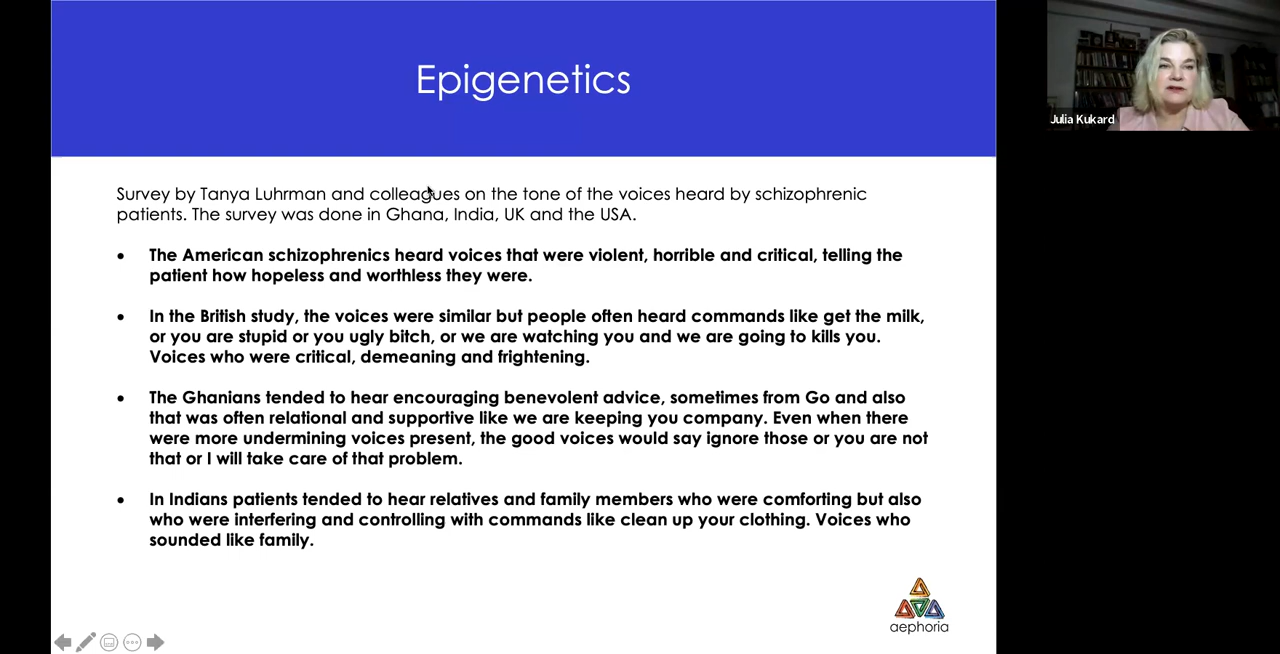 Epigenetics
Julia Kukard
Survey by Tanya Luhrman and colleagues on the tone of the voices heard by schizophrenic
patients. The survey was done in Ghana, India, UK and the USA.
• The American schizophrenics heard voices that were violent, horrible and critical, telling the
patient how hopeless and worthless they were.
• In the British study, the voices were similar but people often heard commands like get the milk,
or you are stupid or you ugly bitch, or we are watching you and we are going to kills you.
Voices who were critical, demeaning and frightening.
• The Ghanians tended to hear encouraging benevolent advice, sometimes from Go and also
that was often relational and supportive like we are keeping you company. Even when there
were more undermining voices present, the good voices would say ignore those or you are not
that or I will take care of that problem.
• In Indians patients tended to hear relatives and family members who were comforting but also
who were interfering and controlling with commands like clean up your clothing. Voices who
sounded like family.
aephoria